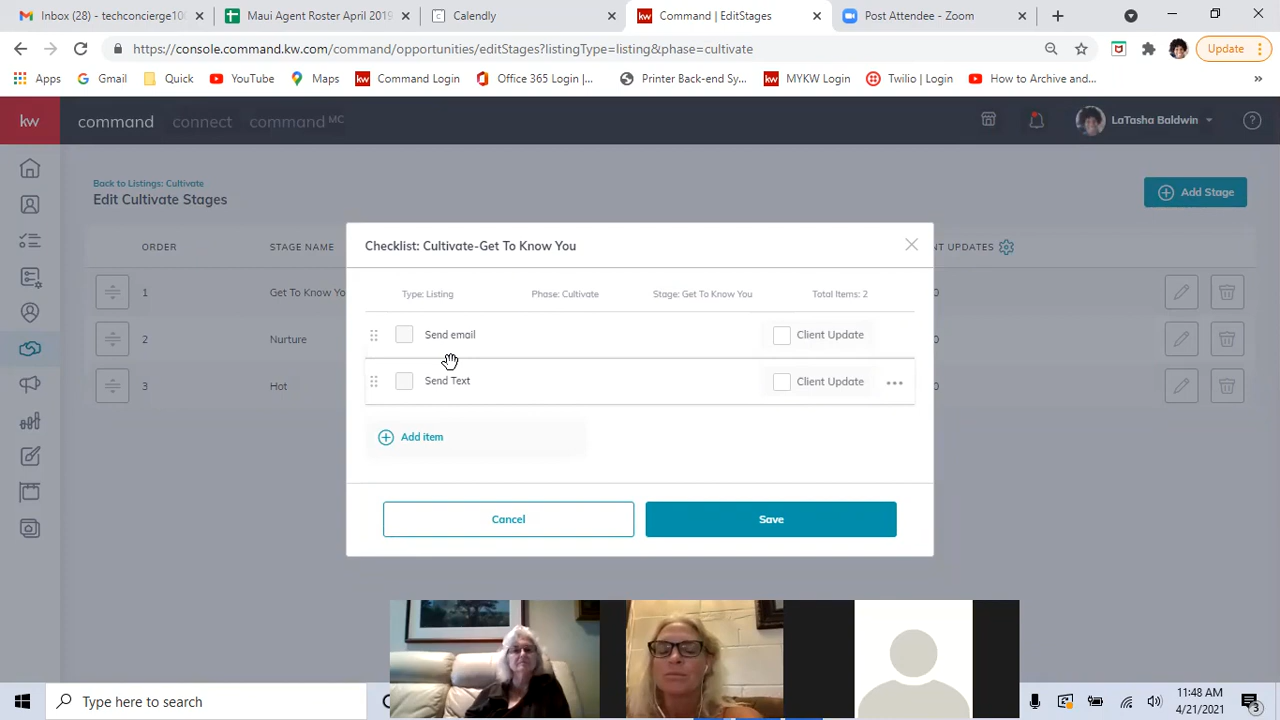 Inbox (28) - techconcierge10
Maui Agent Roster April 2018
Calendly
Command | EditStages
Post Attendee - Zoom
https://console.command.kw.com/command/opportunities/editStages?listingType=listing&phase=cultivate
Update
Apps
Gmail
Quick
YouTube
Maps
Command Login
Office 365 Login |...
Printer Back-end Sy...
MYKW Login
Twilio | Login
How to Archive and...
»
kw
command
connect
command MC
LaTasha Baldwin
Back to Listings: Cultivate
Edit Cultivate Stages
Add Stage
ORDER
STAGE NAME
UPDATES
1
Get To Know Yo
2
Nurture
3
Hot
0
0
0
Checklist: Cultivate-Get To Know You
Type: Listing
Phase: Cultivate
Stage: Get To Know You
Total Items: 2
Send email
Client Update
Send Text
Client Update
Add item
Cancel
Save
Type here to search
11:48 AM
4/21/2021
3